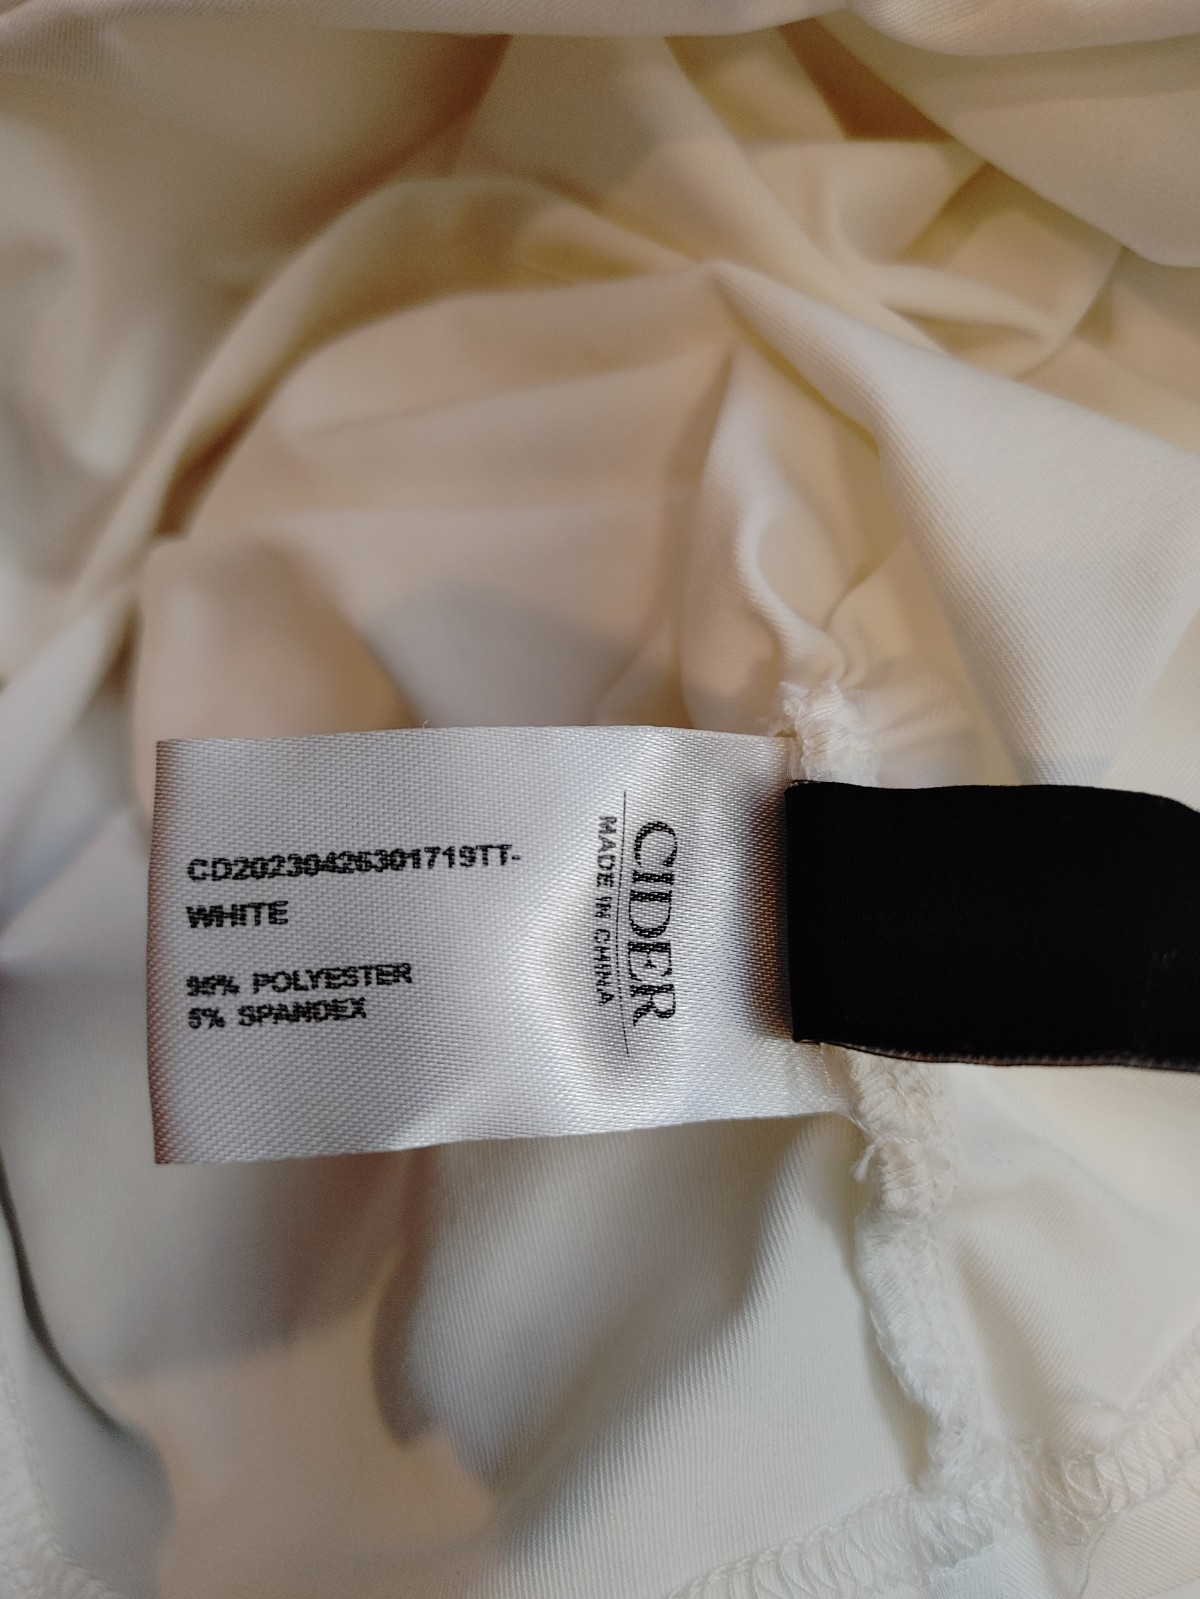 CD20230426301719TT-
WHITE
95% POLYESTER
5% SPANDEX
CIDER
MADE IN CHINA